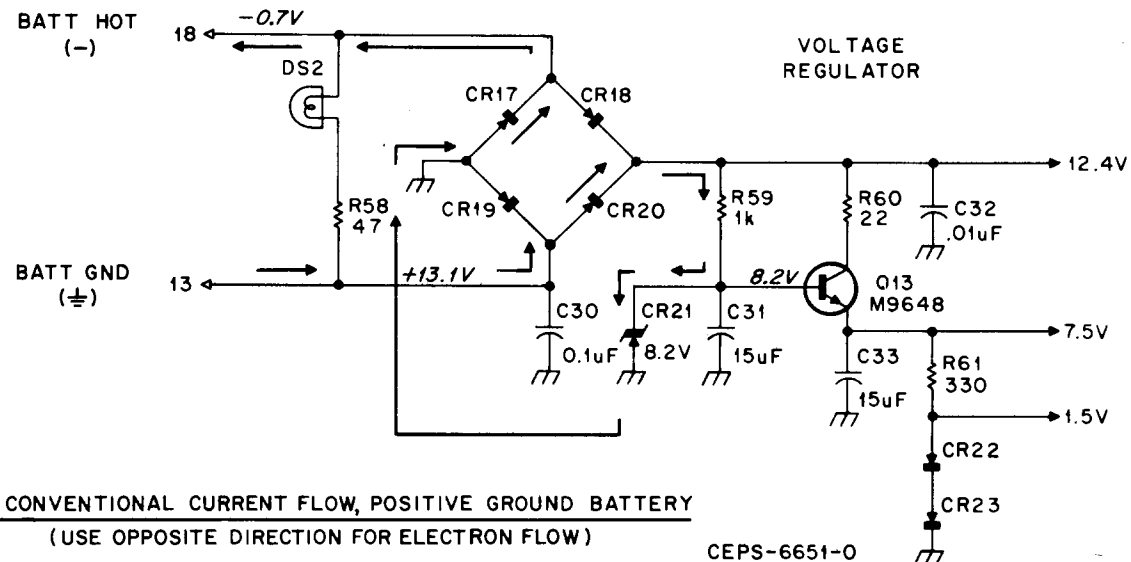 BATT HOT
(-)
18
-0.7V
DS2
R58
47
BATT GND
(⏚)
13
+13.1V
CR17
CR18
CR19
CR20
C30
0.1uF
CR21
8.2V
C31
15uF
R59
1k
8.2V
VOLTAGE
REGULATOR
R60
22
C32
.01uF
12.4V
Q13
M9648
7.5V
C33
15uF
R61
330
1.5V
CR22
CR23
CONVENTIONAL CURRENT FLOW, POSITIVE GROUND BATTERY
(USE OPPOSITE DIRECTION FOR ELECTRON FLOW)
CEPS-6651-O